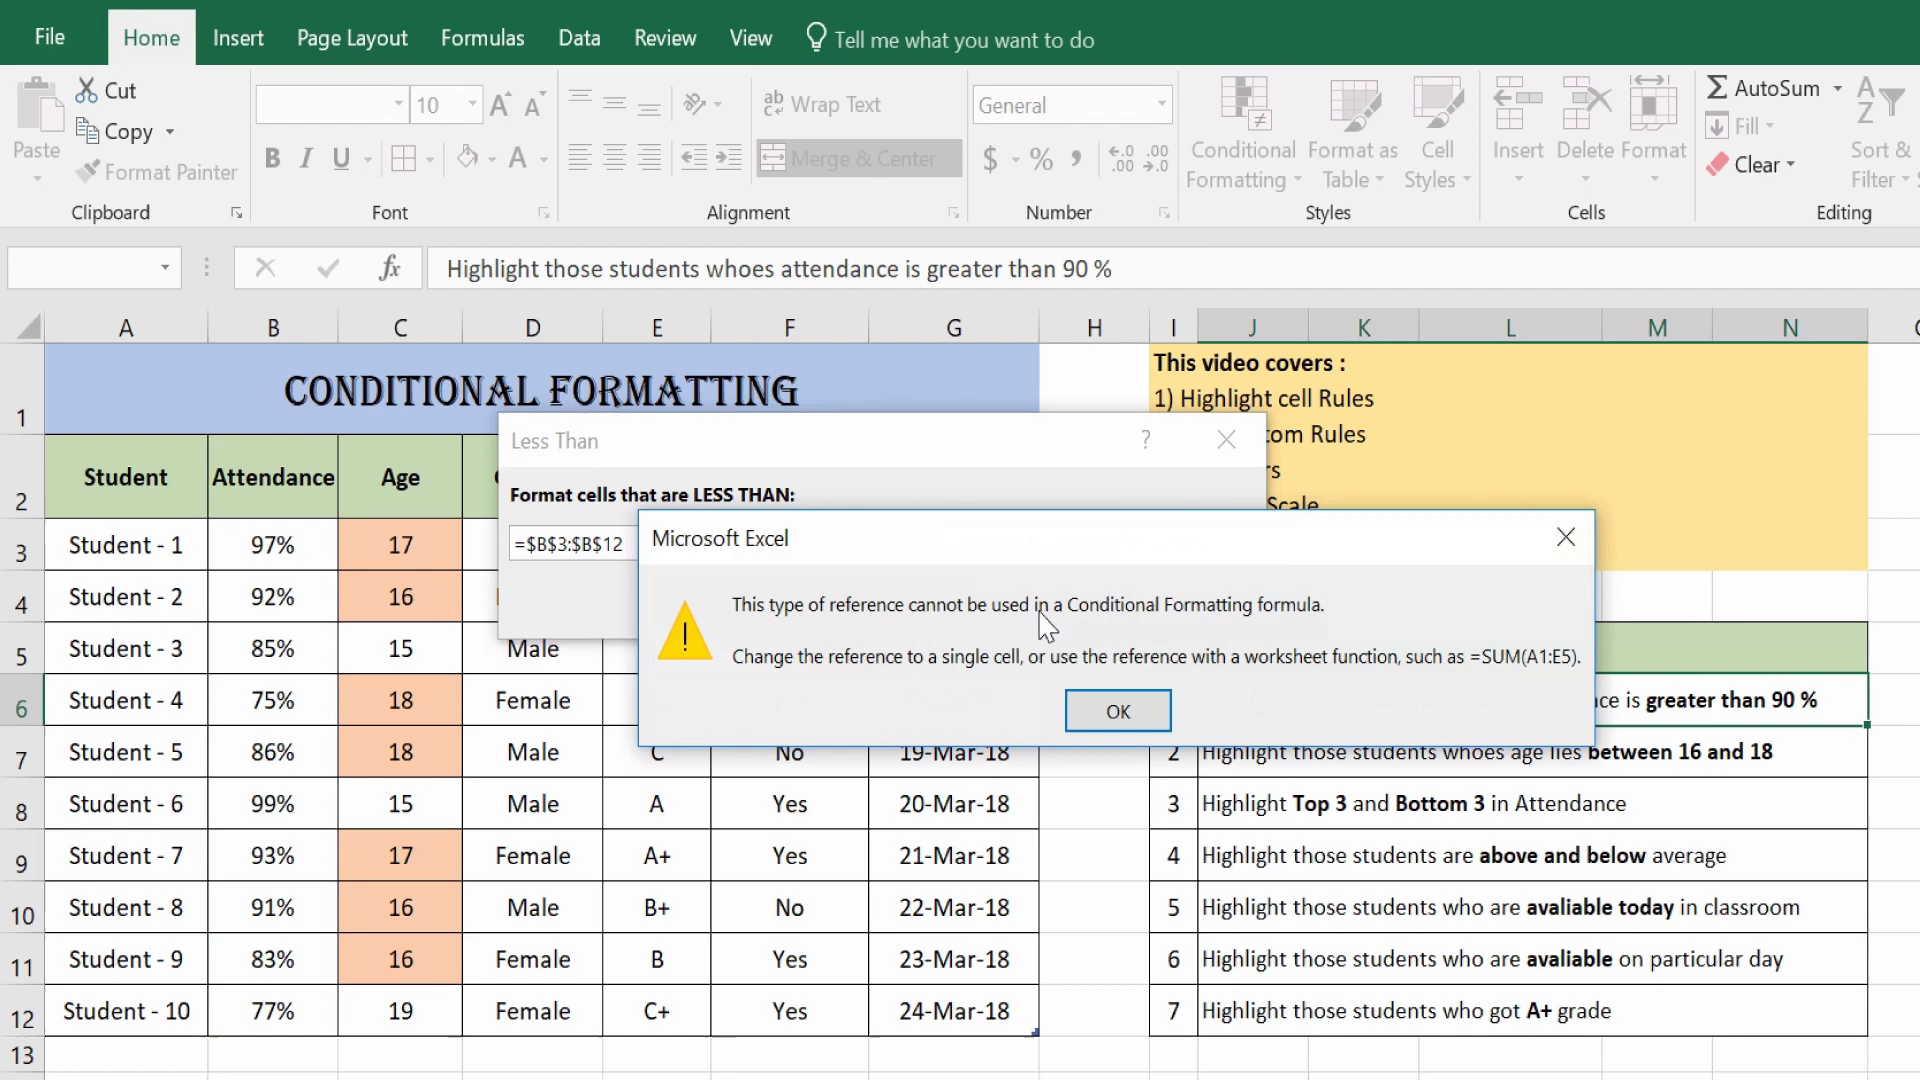 File Home Insert Page Layout Formulas Data Review View Tell me what you want to do
Cut
Copy
Format Painter
Paste
Clipboard
10
B I U
Font
ab Wrap Text
Merge & Center
Alignment
General
$ % ,
Number
Conditional Formatting
Format as Table
Cell Styles
Styles
Insert Delete Format
Cells
AutoSum
Fill
Clear
Sort &
Filter
Editing
fx Highlight those students whoes attendance is greater than 90 %
A B C D E F G H I J K L M N
1 CONDITIONAL FORMATTING
This video covers :
1) Highlight cell Rules
tom Rules
rs
Scale
2 Student Attendance Age
3 Student - 1 97% 17
4 Student - 2 92% 16
5 Student - 3 85% 15 Male
6 Student - 4 75% 18 Female
7 Student - 5 86% 18 Male C No 19-Mar-18
8 Student - 6 99% 15 Male A Yes 20-Mar-18
9 Student - 7 93% 17 Female A+ Yes 21-Mar-18
10 Student - 8 91% 16 Male B+ No 22-Mar-18
11 Student - 9 83% 16 Female B Yes 23-Mar-18
12 Student - 10 77% 19 Female C+ Yes 24-Mar-18
13
Less Than ?
Format cells that are LESS THAN:
=$B$3:$B$12
Microsoft Excel
This type of reference cannot be used in a Conditional Formatting formula.
Change the reference to a single cell, or use the reference with a worksheet function, such as =SUM(A1:E5).
OK
ce is greater than 90 %
2 Highlight those students whoes age lies between 16 and 18
3 Highlight Top 3 and Bottom 3 in Attendance
4 Highlight those students are above and below average
5 Highlight those students who are avaliable today in classroom
6 Highlight those students who are avaliable on particular day
7 Highlight those students who got A+ grade